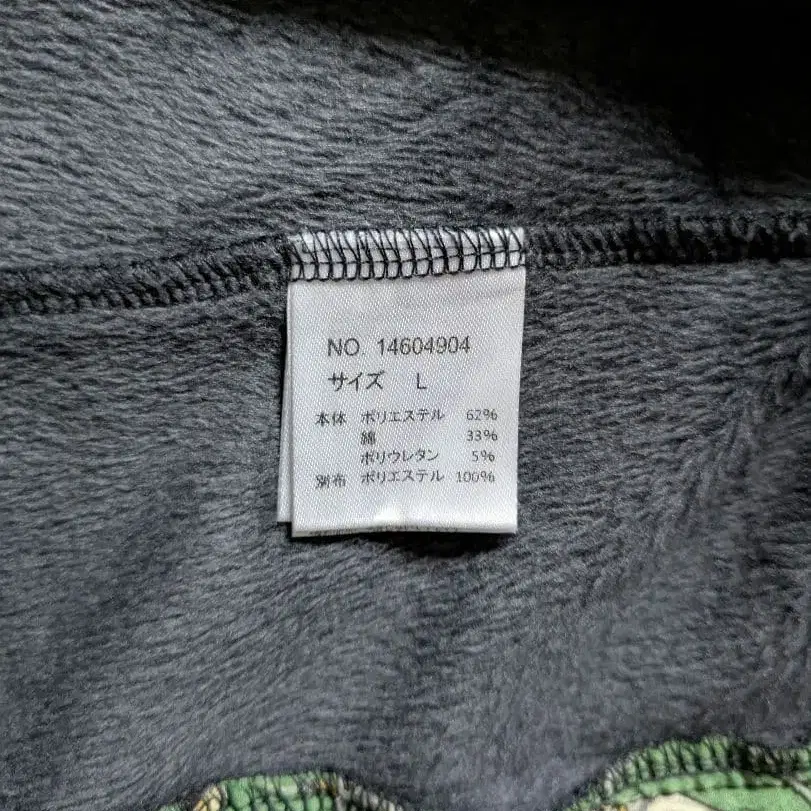 NO. 14604904
サイズ L
本体 ポリエステル 62%
綿 33%
ポリウレタン 5%
別布 ポリエステル 100%